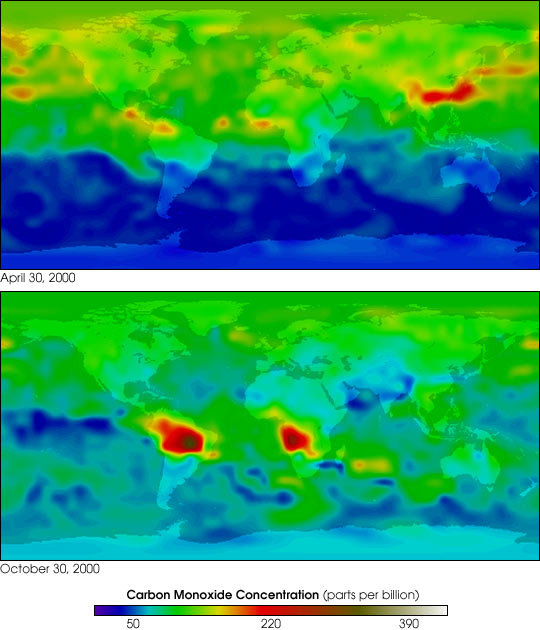 April 30, 2000
October 30, 2000
Carbon Monoxide Concentration (parts per billion)
50 220 390